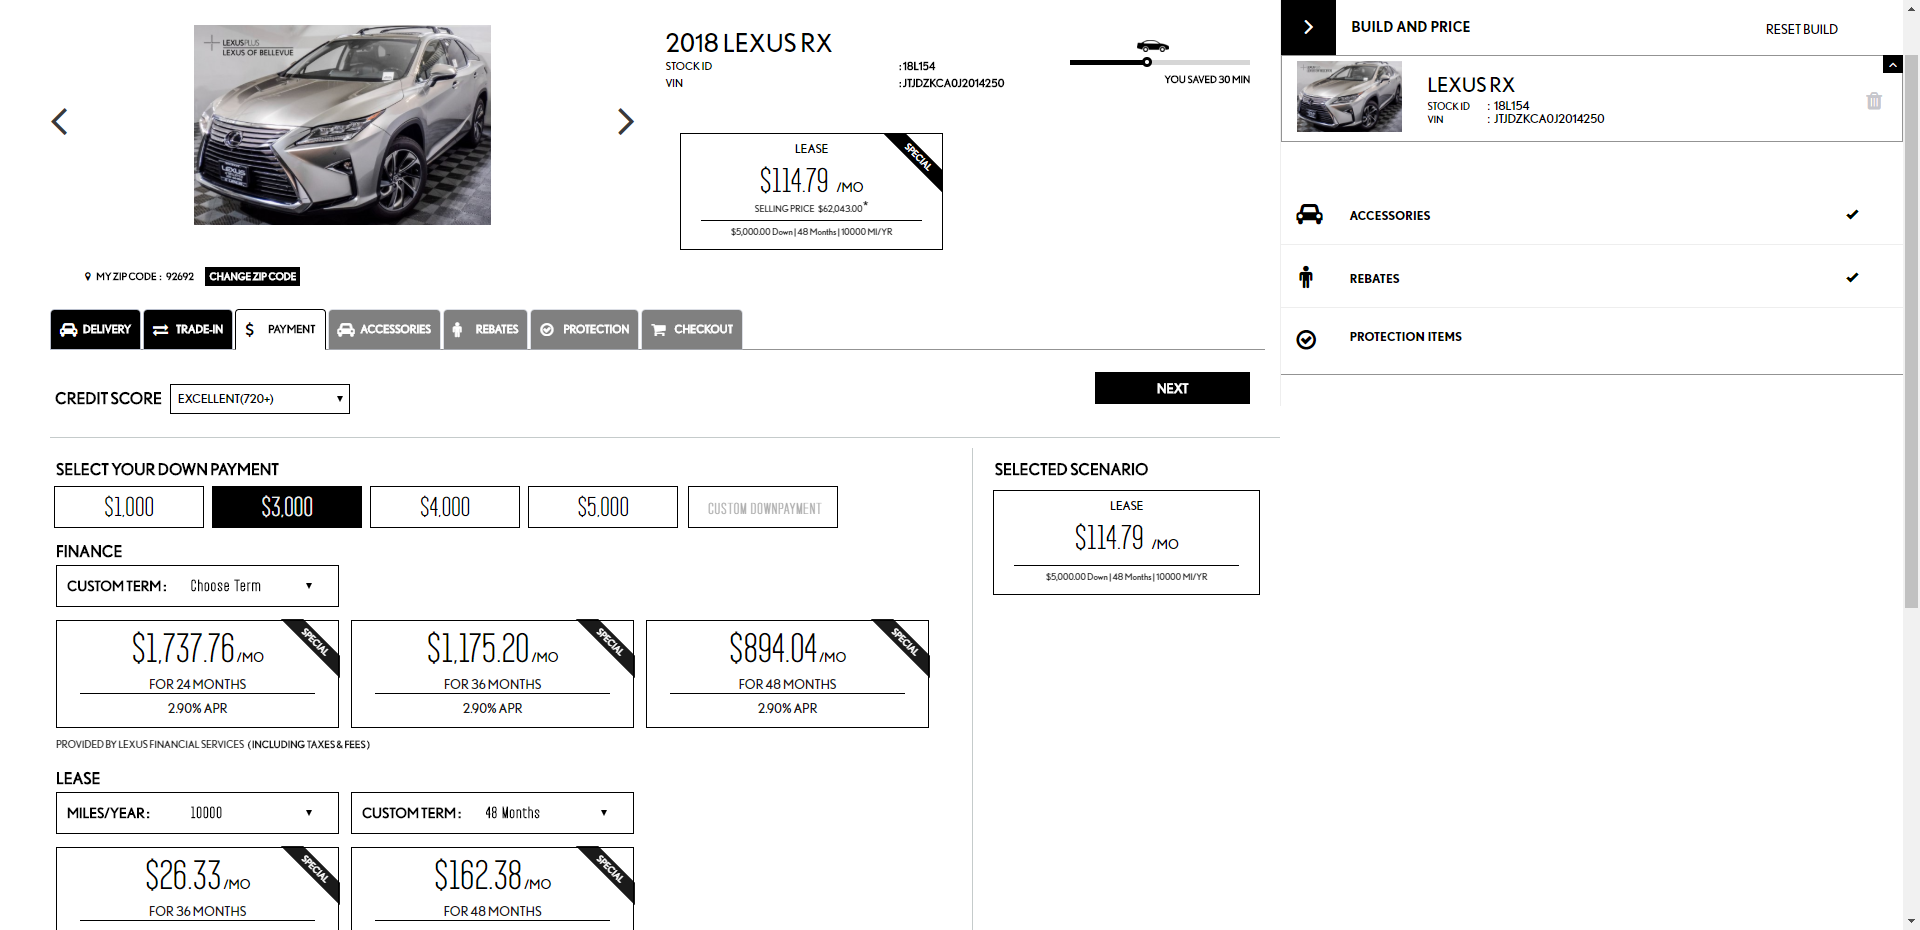 LEXUSPLUS
LEXUS OF BELLEVUE
2018 LEXUS RX
STOCK ID : 18L154
VIN : JTJDZKCA0J2014250
YOU SAVED 30 MIN
LEASE
SPECIAL
$114.79 /MO
SELLING PRICE $62,043.00*
$5,000.00 Down | 48 Months | 10000 MI/YR
MY ZIP CODE : 92692 CHANGE ZIP CODE
DELIVERY TRADE-IN $ PAYMENT ACCESSORIES REBATES PROTECTION CHECKOUT
CREDIT SCORE EXCELLENT(720+)
NEXT
SELECT YOUR DOWN PAYMENT
$1,000 $3,000 $4,000 $5,000 CUSTOM DOWNPAYMENT
FINANCE
CUSTOM TERM : Choose Term
$1,737.76 /MO
SPECIAL
FOR 24 MONTHS
2.90% APR
$1,175.20 /MO
SPECIAL
FOR 36 MONTHS
2.90% APR
$894.04 /MO
SPECIAL
FOR 48 MONTHS
2.90% APR
PROVIDED BY LEXUS FINANCIAL SERVICES ( INCLUDING TAXES & FEES )
LEASE
MILES/YEAR : 10000
CUSTOM TERM : 48 Months
$26.33 /MO
SPECIAL
FOR 36 MONTHS
$162.38 /MO
SPECIAL
FOR 48 MONTHS
SELECTED SCENARIO
LEASE
$114.79 /MO
$5,000.00 Down | 48 Months | 10000 MI/YR
BUILD AND PRICE
RESET BUILD
LEXUS RX
STOCK ID : 18L154
VIN : JTJDZKCA0J2014250
ACCESSORIES
REBATES
PROTECTION ITEMS